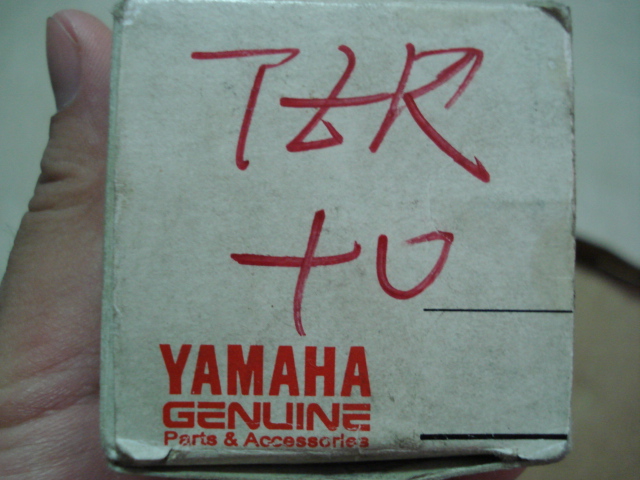 TZR
+0
YAMAHA
GENUINE
Parts & Accessories